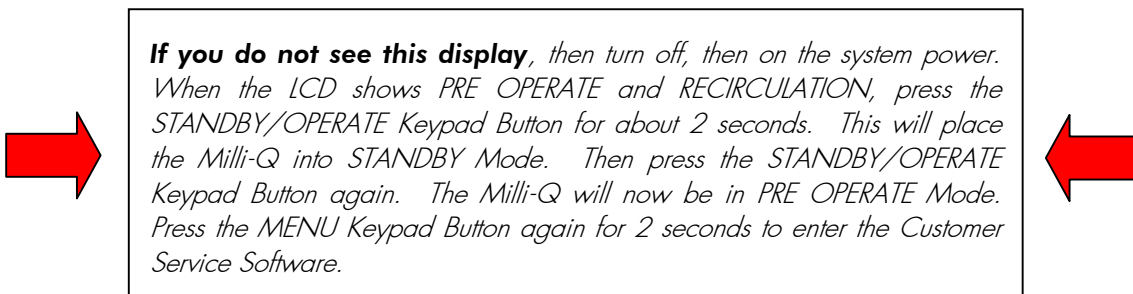 If you do not see this display, then turn off, then on the system power.
When the LCD shows PRE OPERATE and RECIRCULATION, press the
STANDBY/OPERATE Keypad Button for about 2 seconds. This will place
the Milli-Q into STANDBY Mode. Then press the STANDBY/OPERATE
Keypad Button again. The Milli-Q will now be in PRE OPERATE Mode.
Press the MENU Keypad Button again for 2 seconds to enter the Customer
Service Software.